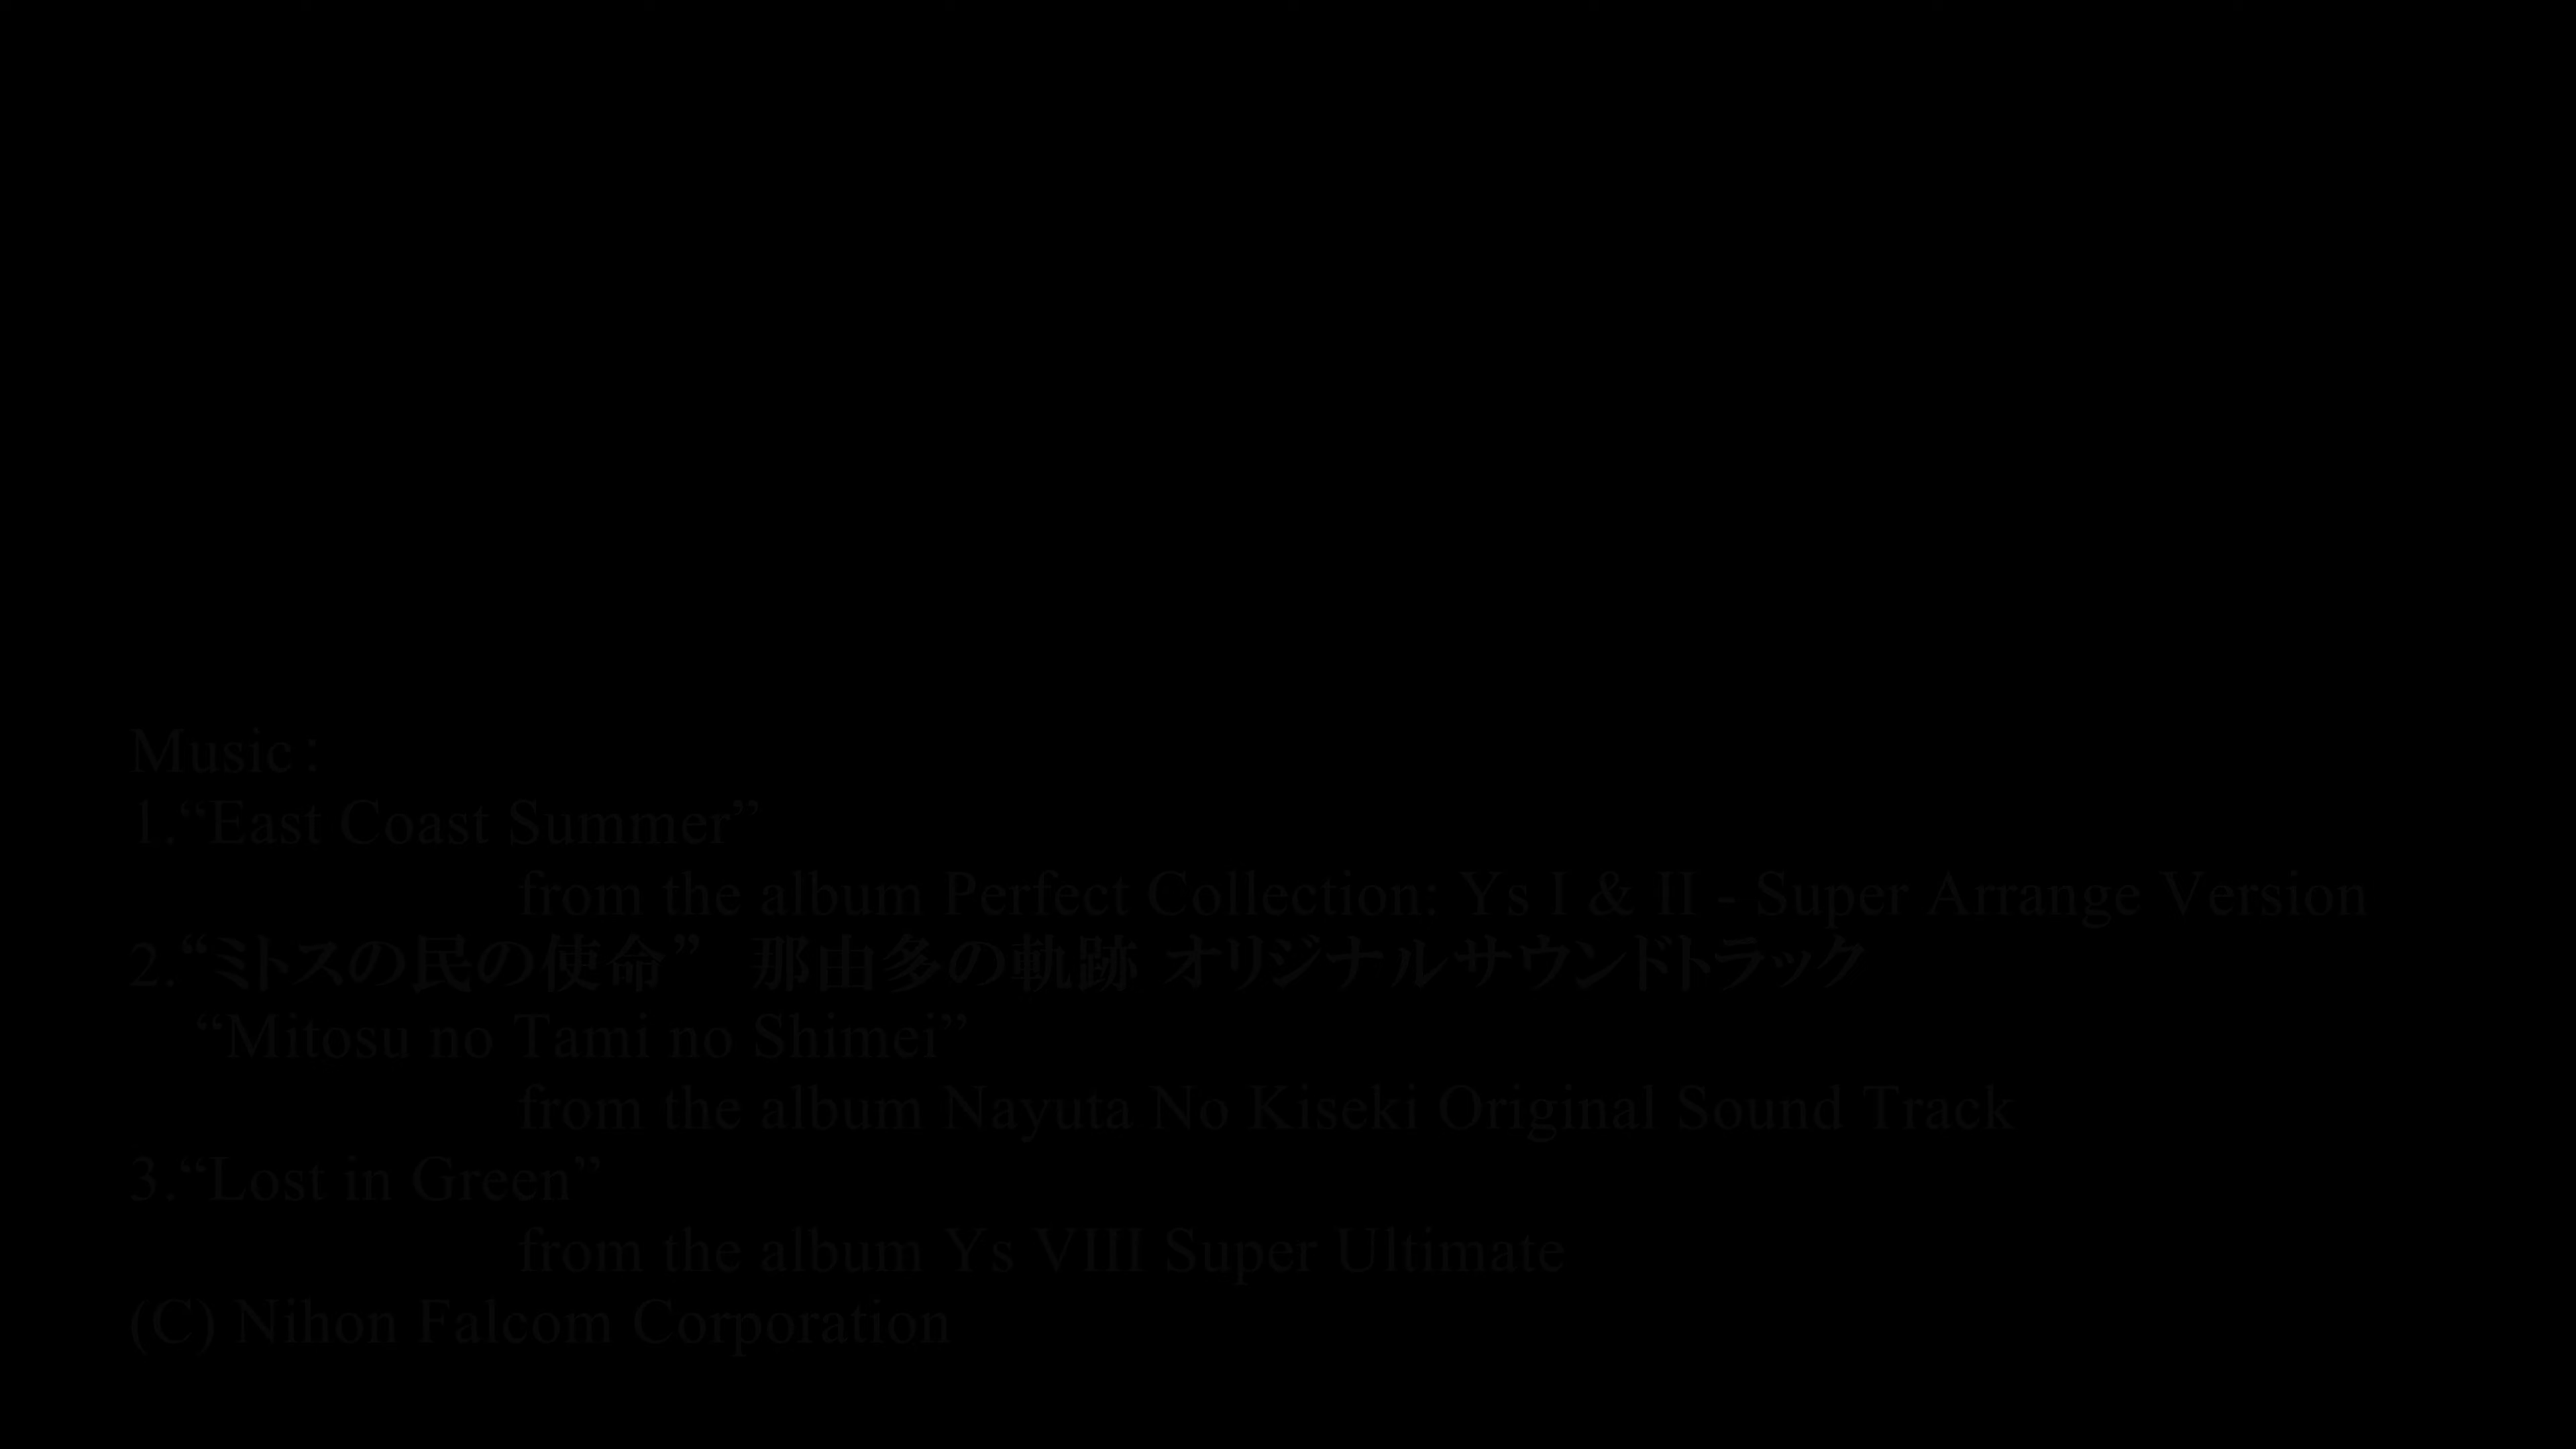 Music :
1.“East Coast Summer”
from the album Perfect Collection: Ys I & II - Super Arrange Version
2.“ミトスの民の使命” 那由多の軌跡 オリジナルサウンドトラック
“Mitosu no Tami no Shimei”
from the album Nayuta No Kiseki Original Sound Track
3.“Lost in Green”
from the album Ys VIII Super Ultimate
(C) Nihon Falcom Corporation